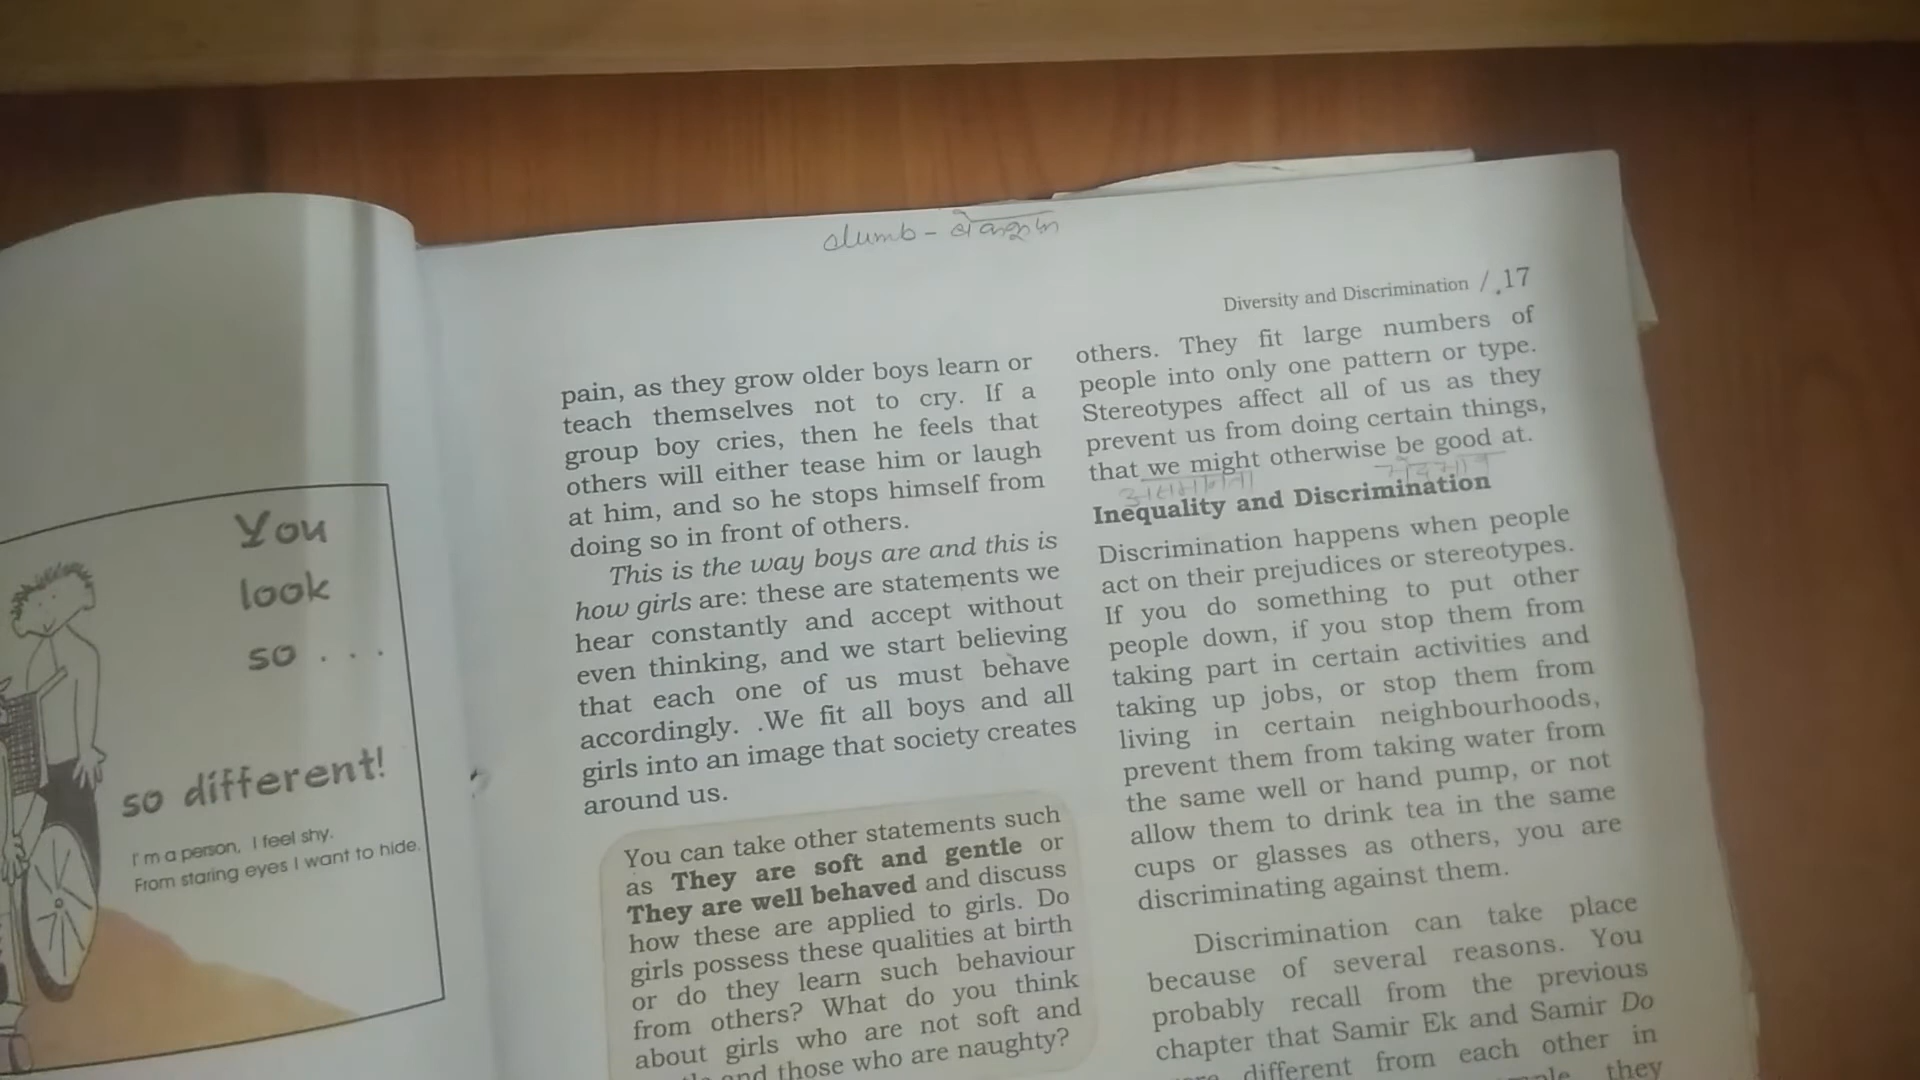 You
look
so . . .
so different!
I'm a person, I feel shy.
From staring eyes I want to hide.
Diversity and Discrimination / 17
pain, as they grow older boys learn or
teach themselves not to cry. If a
group boy cries, then he feels that
others will either tease him or laugh
at him, and so he stops himself from
doing so in front of others.
This is the way boys are and this is
how girls are: these are statements we
hear constantly and accept without
even thinking, and we start believing
that each one of us must behave
accordingly. .We fit all boys and all
girls into an image that society creates
around us.
You can take other statements such
as They are soft and gentle or
They are well behaved and discuss
how these are applied to girls. Do
girls possess these qualities at birth
or do they learn such behaviour
from others? What do you think
about girls who are not soft and
and those who are naughty?
others. They fit large numbers of
people into only one pattern or type.
Stereotypes affect all of us as they
prevent us from doing certain things,
that we might otherwise be good at.
Inequality and Discrimination
Discrimination happens when people
act on their prejudices or stereotypes.
If you do something to put other
people down, if you stop them from
taking part in certain activities and
taking up jobs, or stop them from
living in certain neighbourhoods,
prevent them from taking water from
the same well or hand pump, or not
allow them to drink tea in the same
cups or glasses as others, you are
discriminating against them.
Discrimination can take place
because of several reasons. You
probably recall from the previous
chapter that Samir Ek and Samir Do
different from each other in
they